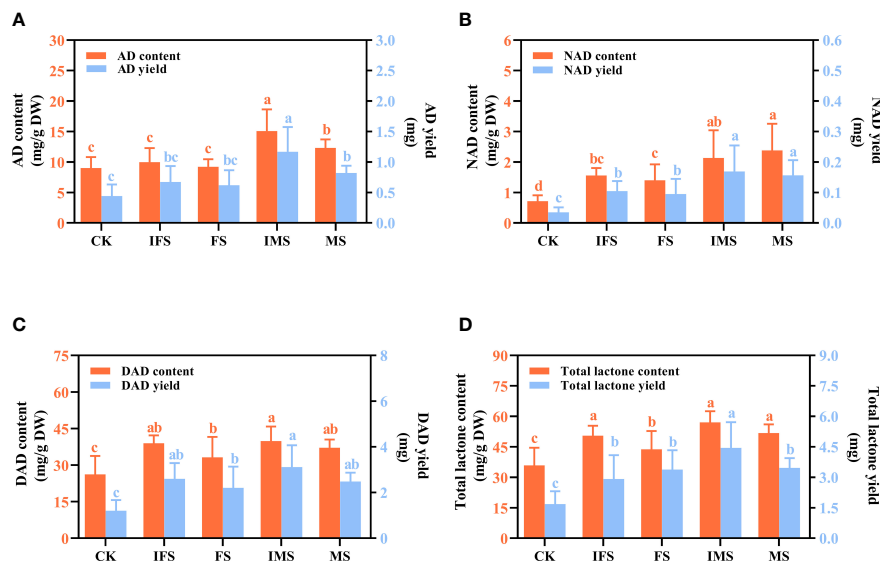 A
30
25
20
15
10
5
0
AD content
(mg/g DW)
AD content
AD yield
c
c
c
bc
c
bc
a
a
b
b
CK IFS FS IMS MS
3.0
2.5
2.0
1.5
1.0
0.5
0.0
AD yield
(mg)
B
6
5
4
3
2
1
0
NAD content
(mg/g DW)
NAD content
NAD yield
d
c
bc
b
c
b
ab
a
a
a
CK IFS FS IMS MS
0.6
0.5
0.4
0.3
0.2
0.1
0.0
NAD yield
(mg)
C
75
60
45
30
15
0
DAD content
(mg/g DW)
DAD content
DAD yield
c
c
ab
ab
b
b
a
a
ab
ab
CK IFS FS IMS MS
8
6
4
2
0
DAD yield
(mg)
D
90
75
60
45
30
15
0
Total lactone content
(mg/g DW)
Total lactone content
Total lactone yield
c
c
a
b
b
b
a
a
a
b
CK IFS FS IMS MS
9.0
7.5
6.0
4.5
3.0
1.5
0.0
Total lactone yield
(mg)